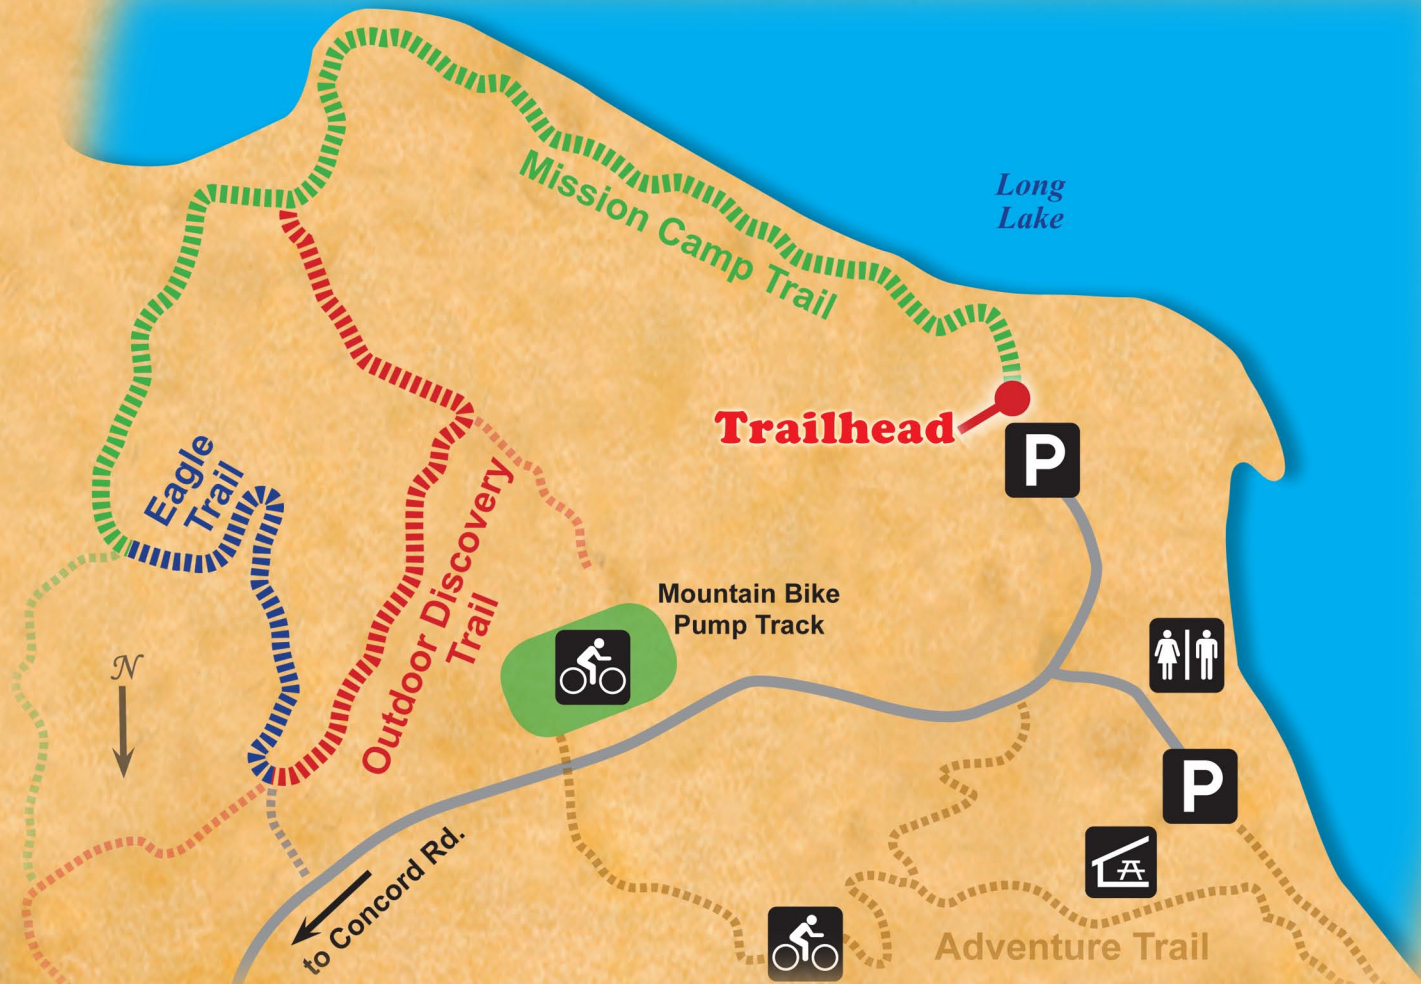 Long
Lake
Mission Camp Trail
Trailhead
P
Eagle
Trail
Outdoor Discovery
Trail
Mountain Bike
Pump Track
N
P
to Concord Rd.
Adventure Trail